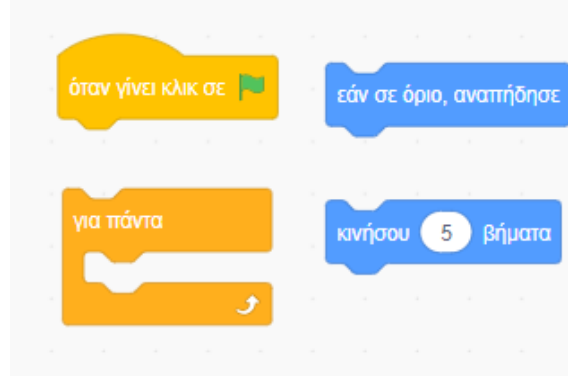 όταν γίνει κλικ σε
εάν σε όριο, αναπήδησε
για πάντα
κινήσου 5 βήματα